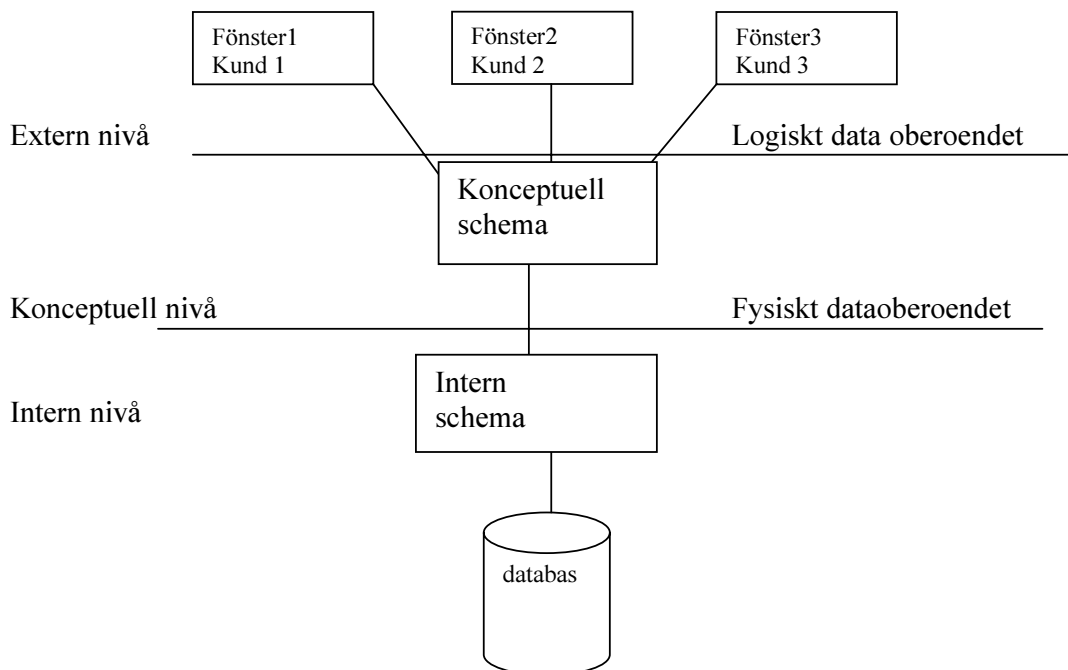 Fönster1
Kund 1
Fönster2
Kund 2
Fönster3
Kund 3
Extern nivå
Logiskt data oberoendet
Konceptuell
schema
Konceptuell nivå
Fysiskt dataoberoendet
Intern
schema
Intern nivå
databas